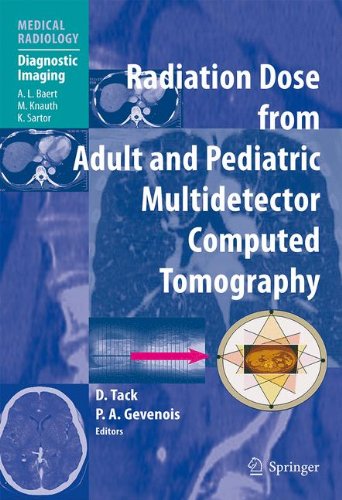 MEDICAL
RADIOLOGY
Diagnostic
Imaging
A. L. Baert
M. Knauth
K. Sartor
Radiation Dose
from
Adult and Pediatric
Multidetector
Computed
Tomography
D. Tack
P. A. Gevenois
Editors
Springer